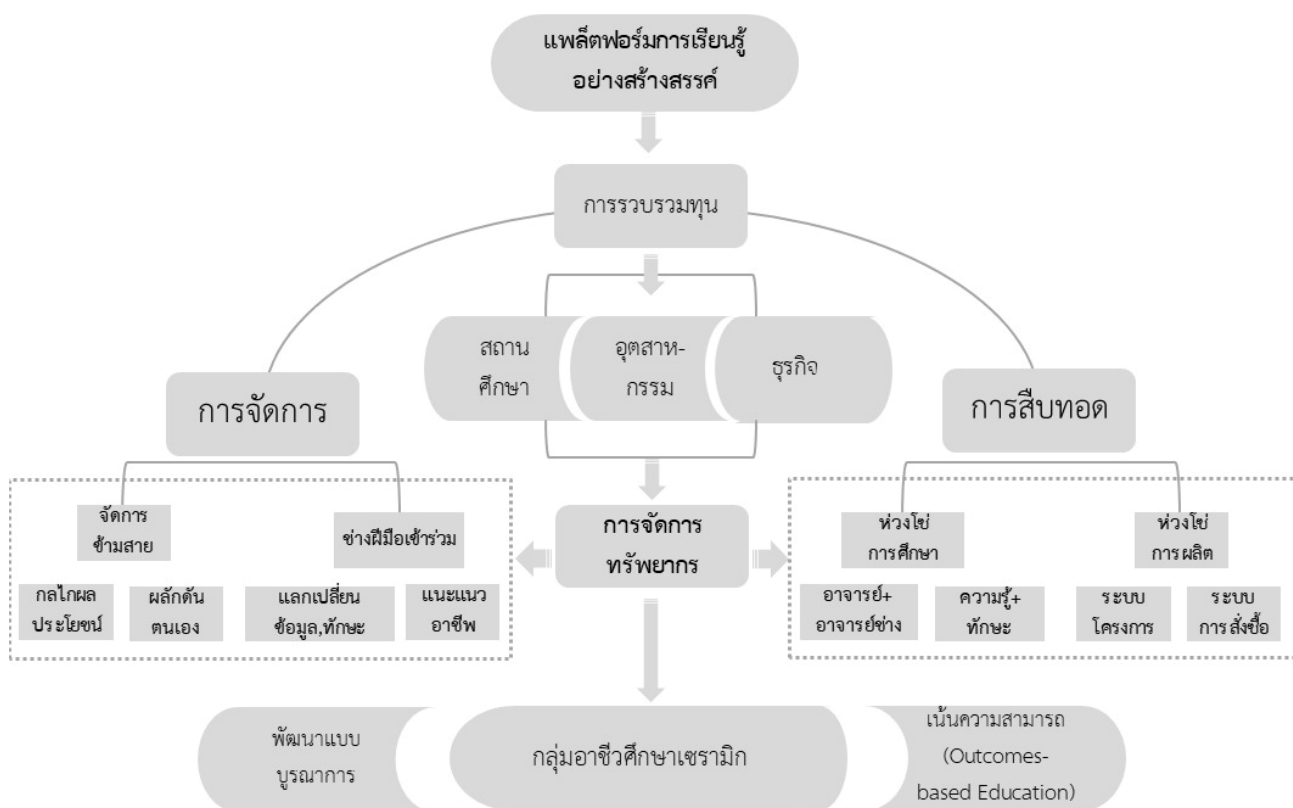 แพล็ตฟอร์มการเรียนรู้
อย่างสร้างสรรค์
การรวบรวมทุน
สถาน
ศึกษา
อุตสาห-
กรรม
ธุรกิจ
การจัดการ
การสืบทอด
จัดการ
ข้ามสาย
ช่างฝีมือเข้าร่วม
กลไกผล
ประโยชน์
ผลักดัน
ตนเอง
แลกเปลี่ยน
ข้อมูล,ทักษะ
แนะแนว
อาชีพ
การจัดการ
ทรัพยากร
ห่วงโซ่
การศึกษา
ห่วงโซ่
การผลิต
อาจารย์+
อาจารย์ช่าง
ความรู้+
ทักษะ
ระบบ
โครงการ
ระบบ
การสั่งซื้อ
พัฒนาแบบ
บูรณาการ
กลุ่มอาชีวศึกษาเซรามิก
เน้นความสามารถ
(Outcomes-
based Education)